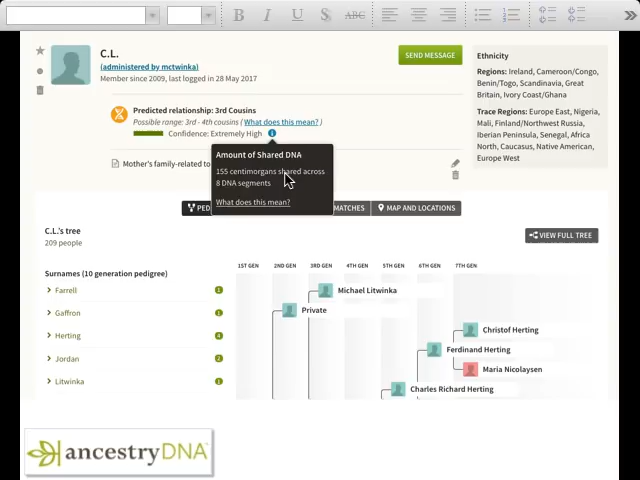 B I U S ABC
C.L.
(administered by mctwinka)
Member since 2009, last logged in 28 May 2017
SEND MESSAGE
Ethnicity
Regions: Ireland, Cameroon/Congo,
Benin/Togo, Scandinavia, Great
Britain, Ivory Coast/Ghana
Trace Regions: Europe East, Nigeria,
Mali, Finland/Northwest Russia,
Iberian Peninsula, Senegal, Africa
North, Caucasus, Native American,
Europe West
Predicted relationship: 3rd Cousins
Possible range: 3rd - 4th cousins (What does this mean?)
Confidence: Extremely High
Amount of Shared DNA
155 centimorgans shared across
8 DNA segments
What does this mean?
Mother's family-related to
PED
MATCHES
MAP AND LOCATIONS
C.L.'s tree
209 people
VIEW FULL TREE
Surnames (10 generation pedigree)
Farrell 1
Gaffron 1
Herting 4
Jordan 2
Litwinka 1
1ST GEN 2ND GEN 3RD GEN 4TH GEN 5TH GEN 6TH GEN 7TH GEN
Michael Litwinka
Private
Christof Herting
Ferdinand Herting
Maria Nicolaysen
Charles Richard Herting
ancestryDNA